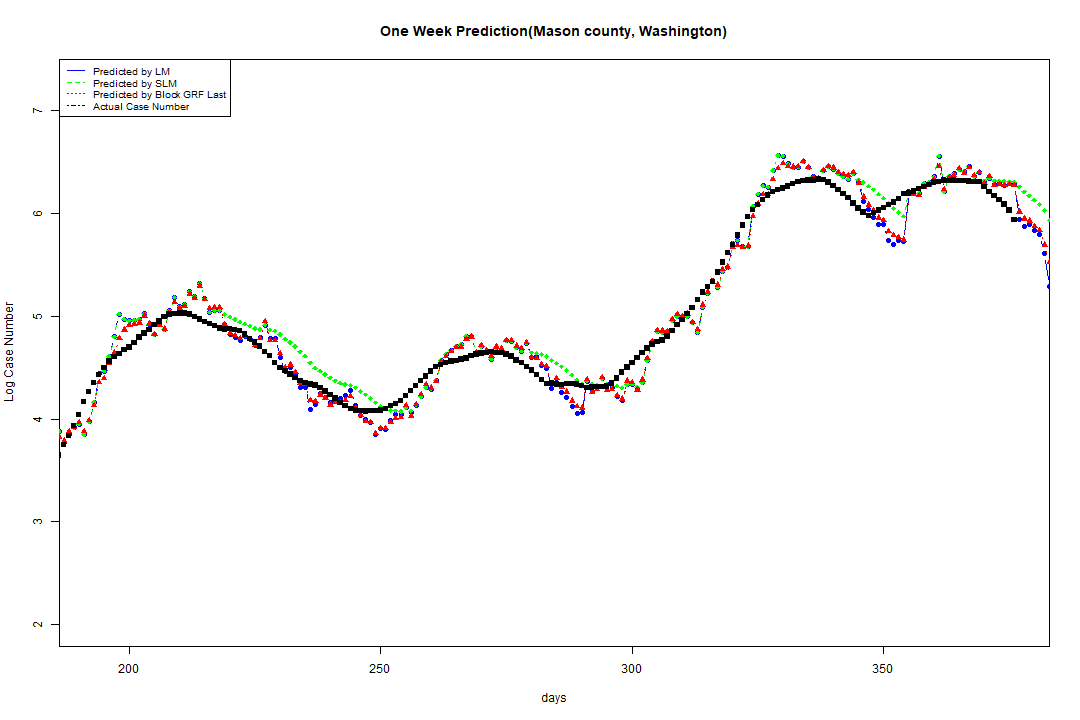 One Week Prediction(Mason county, Washington)
Predicted by LM
Predicted by SLM
Predicted by Block GRF Last
Actual Case Number
7
6
5
4
3
2
Log Case Number
200
250
300
350
days